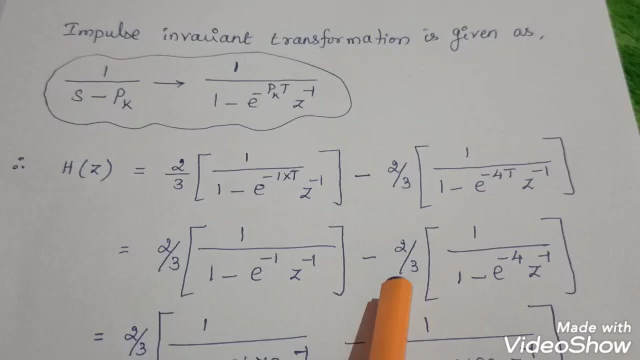 Impulse invariant transformation is given as,
1/(S - P_k) → 1/(1 - e^{-P_k T} z^{-1})
∴ H(Z) = 2/3 [1/(1 - e^{-1×T} z^{-1})] - 2/3 [1/(1 - e^{-4T} z^{-1})]
= 2/3 [1/(1 - e^{-1} z^{-1})] - 2/3 [1/(1 - e^{-4} z^{-1})]
= 2/3 [1 - 1
Made with
VideoShow